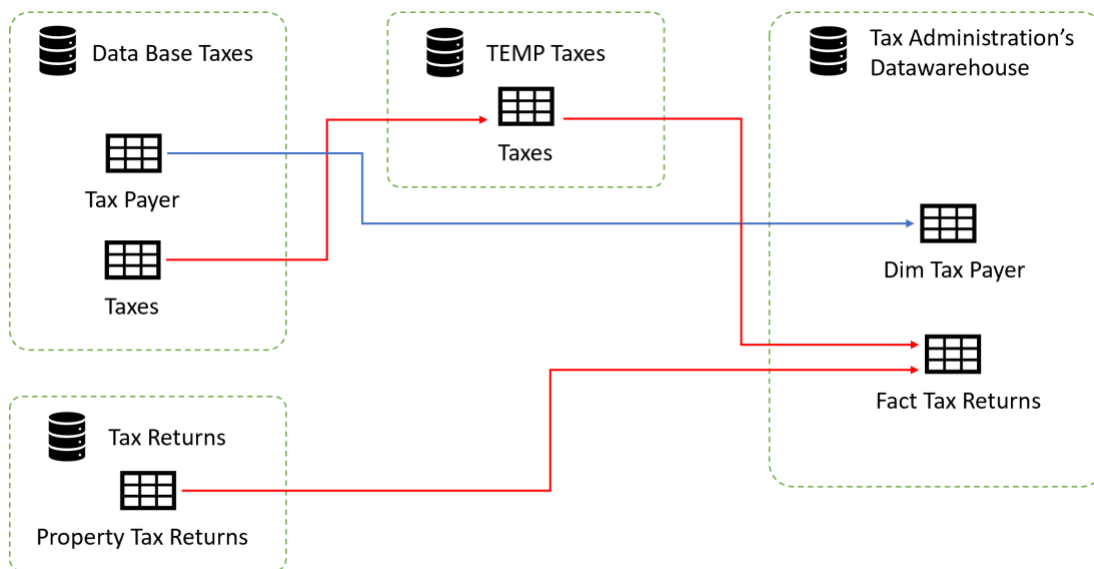 Data Base Taxes
TEMP Taxes
Tax Administration's
Datawarehouse
Taxes
Tax Payer
Dim Tax Payer
Taxes
Fact Tax Returns
Tax Returns
Property Tax Returns